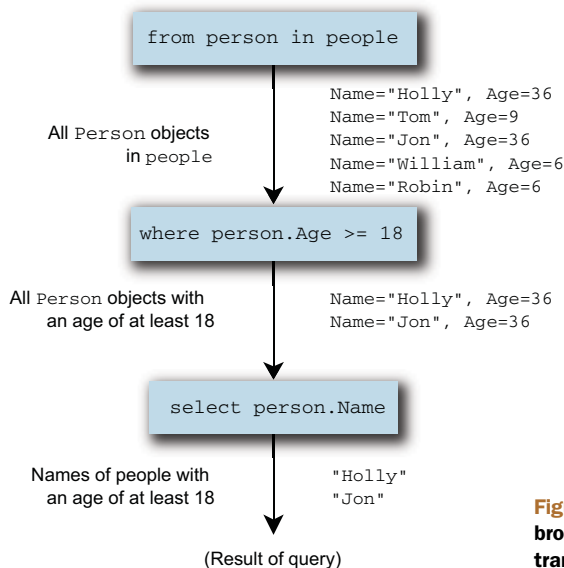 from person in people
All Person objects
in people
Name="Holly", Age=36
Name="Tom", Age=9
Name="Jon", Age=36
Name="William", Age=6
Name="Robin", Age=6
where person.Age >= 18
All Person objects with
an age of at least 18
Name="Holly", Age=36
Name="Jon", Age=36
select person.Name
Names of people with
an age of at least 18
"Holly"
"Jon"
(Result of query)
Fig
bro
tran